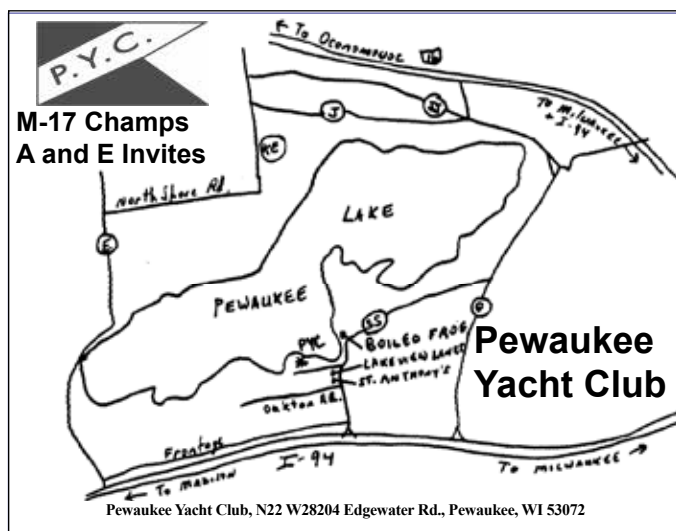 ← TO OCONOMOWOC
16
P.Y.C.
M-17 Champs
A and E Invites
J
JJ
TO MILWAUKEE
+ I-94
KE
North Shore Rd.
LAKE
E
PEWAUKEE
SS
G
PYC
BOILED FROG
LAKEVIEW LANES
ST. ANTHONY'S
Pewaukee
Yacht Club
Oakton Rd.
Frontage
I-94
← TO MADISON
TO MILWAUKEE →
Pewaukee Yacht Club, N22 W28204 Edgewater Rd., Pewaukee, WI 53072